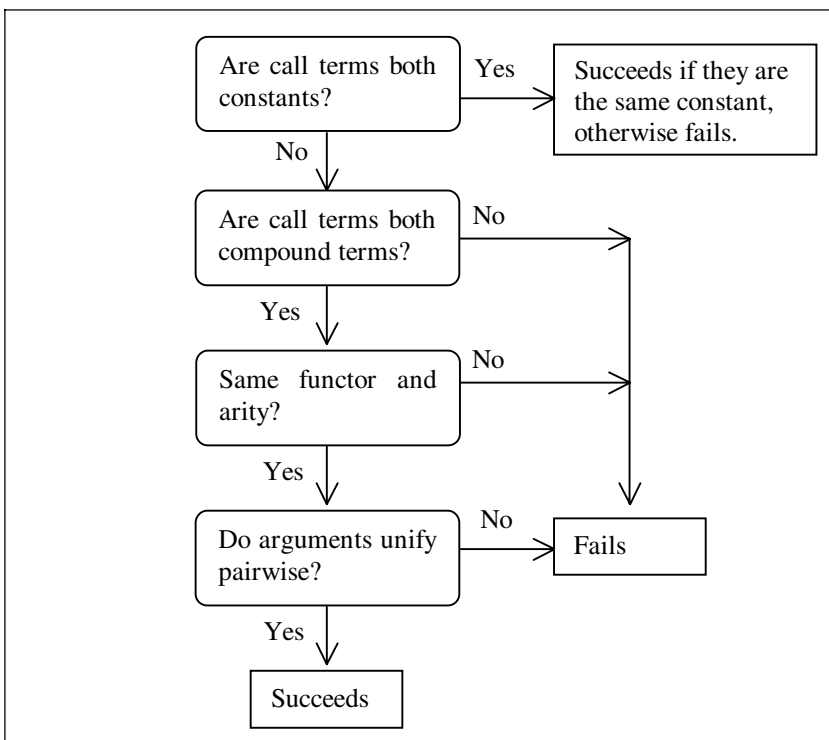 Are call terms both
constants?
Yes
Succeeds if they are
the same constant,
otherwise fails.
No
Are call terms both
compound terms?
No
Yes
Same functor and
arity?
No
Yes
Do arguments unify
pairwise?
No
Fails
Yes
Succeeds